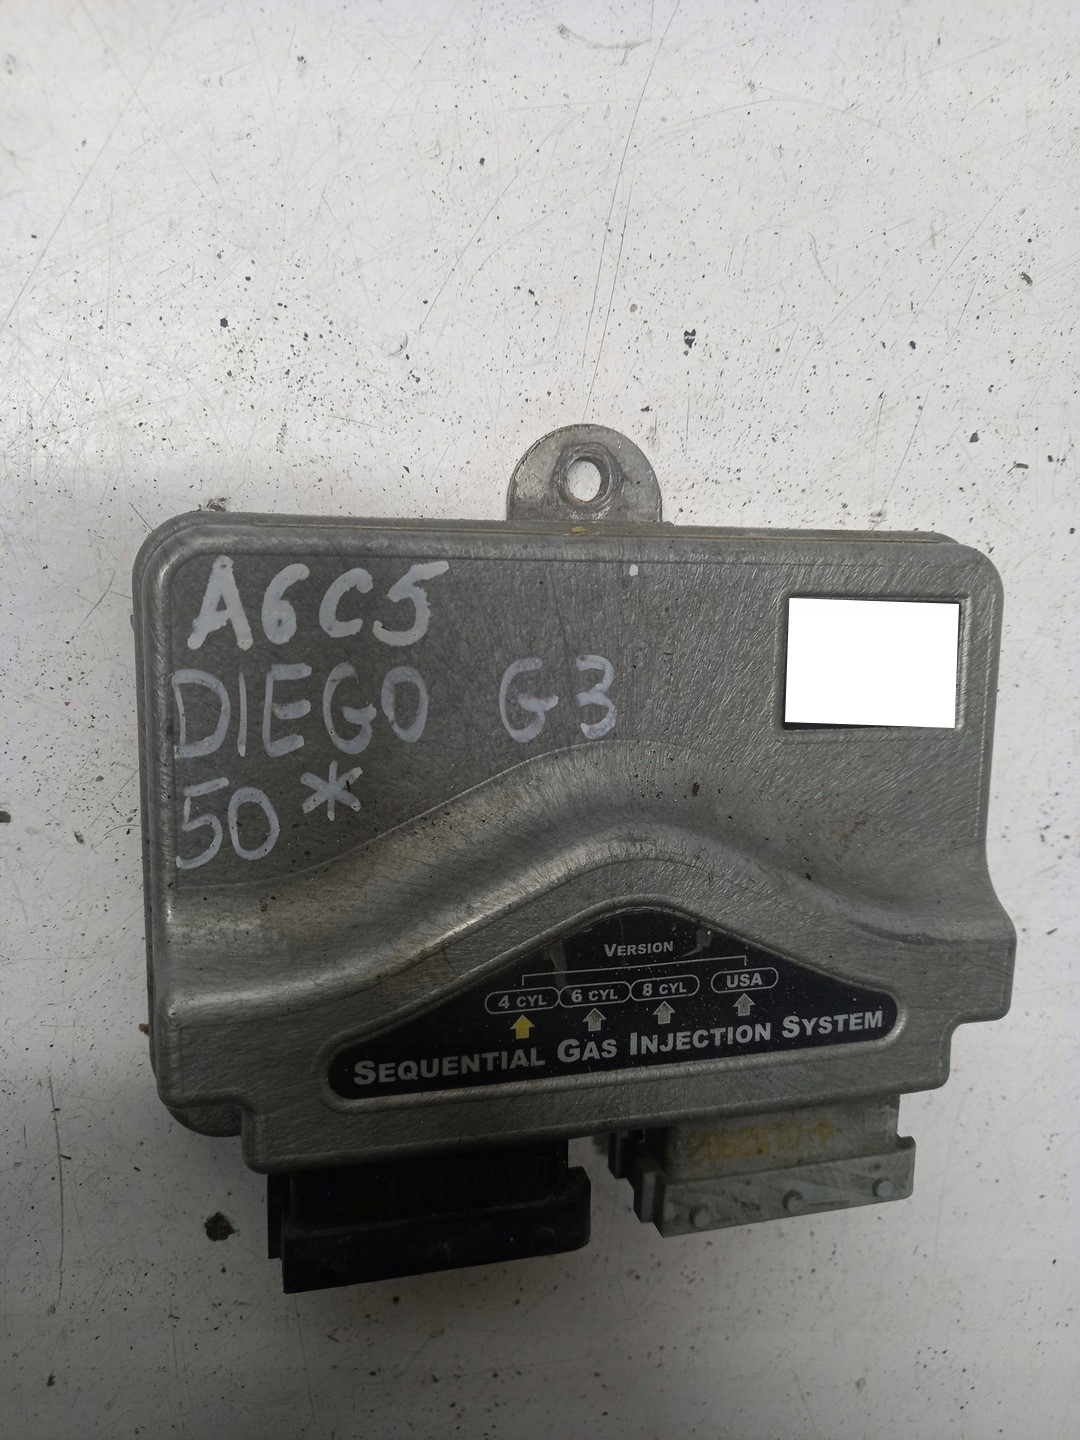 A6C5
DIEGO G3
50*
VERSION
4 CYL 6 CYL 8 CYL USA
SEQUENTIAL GAS INJECTION SYSTEM